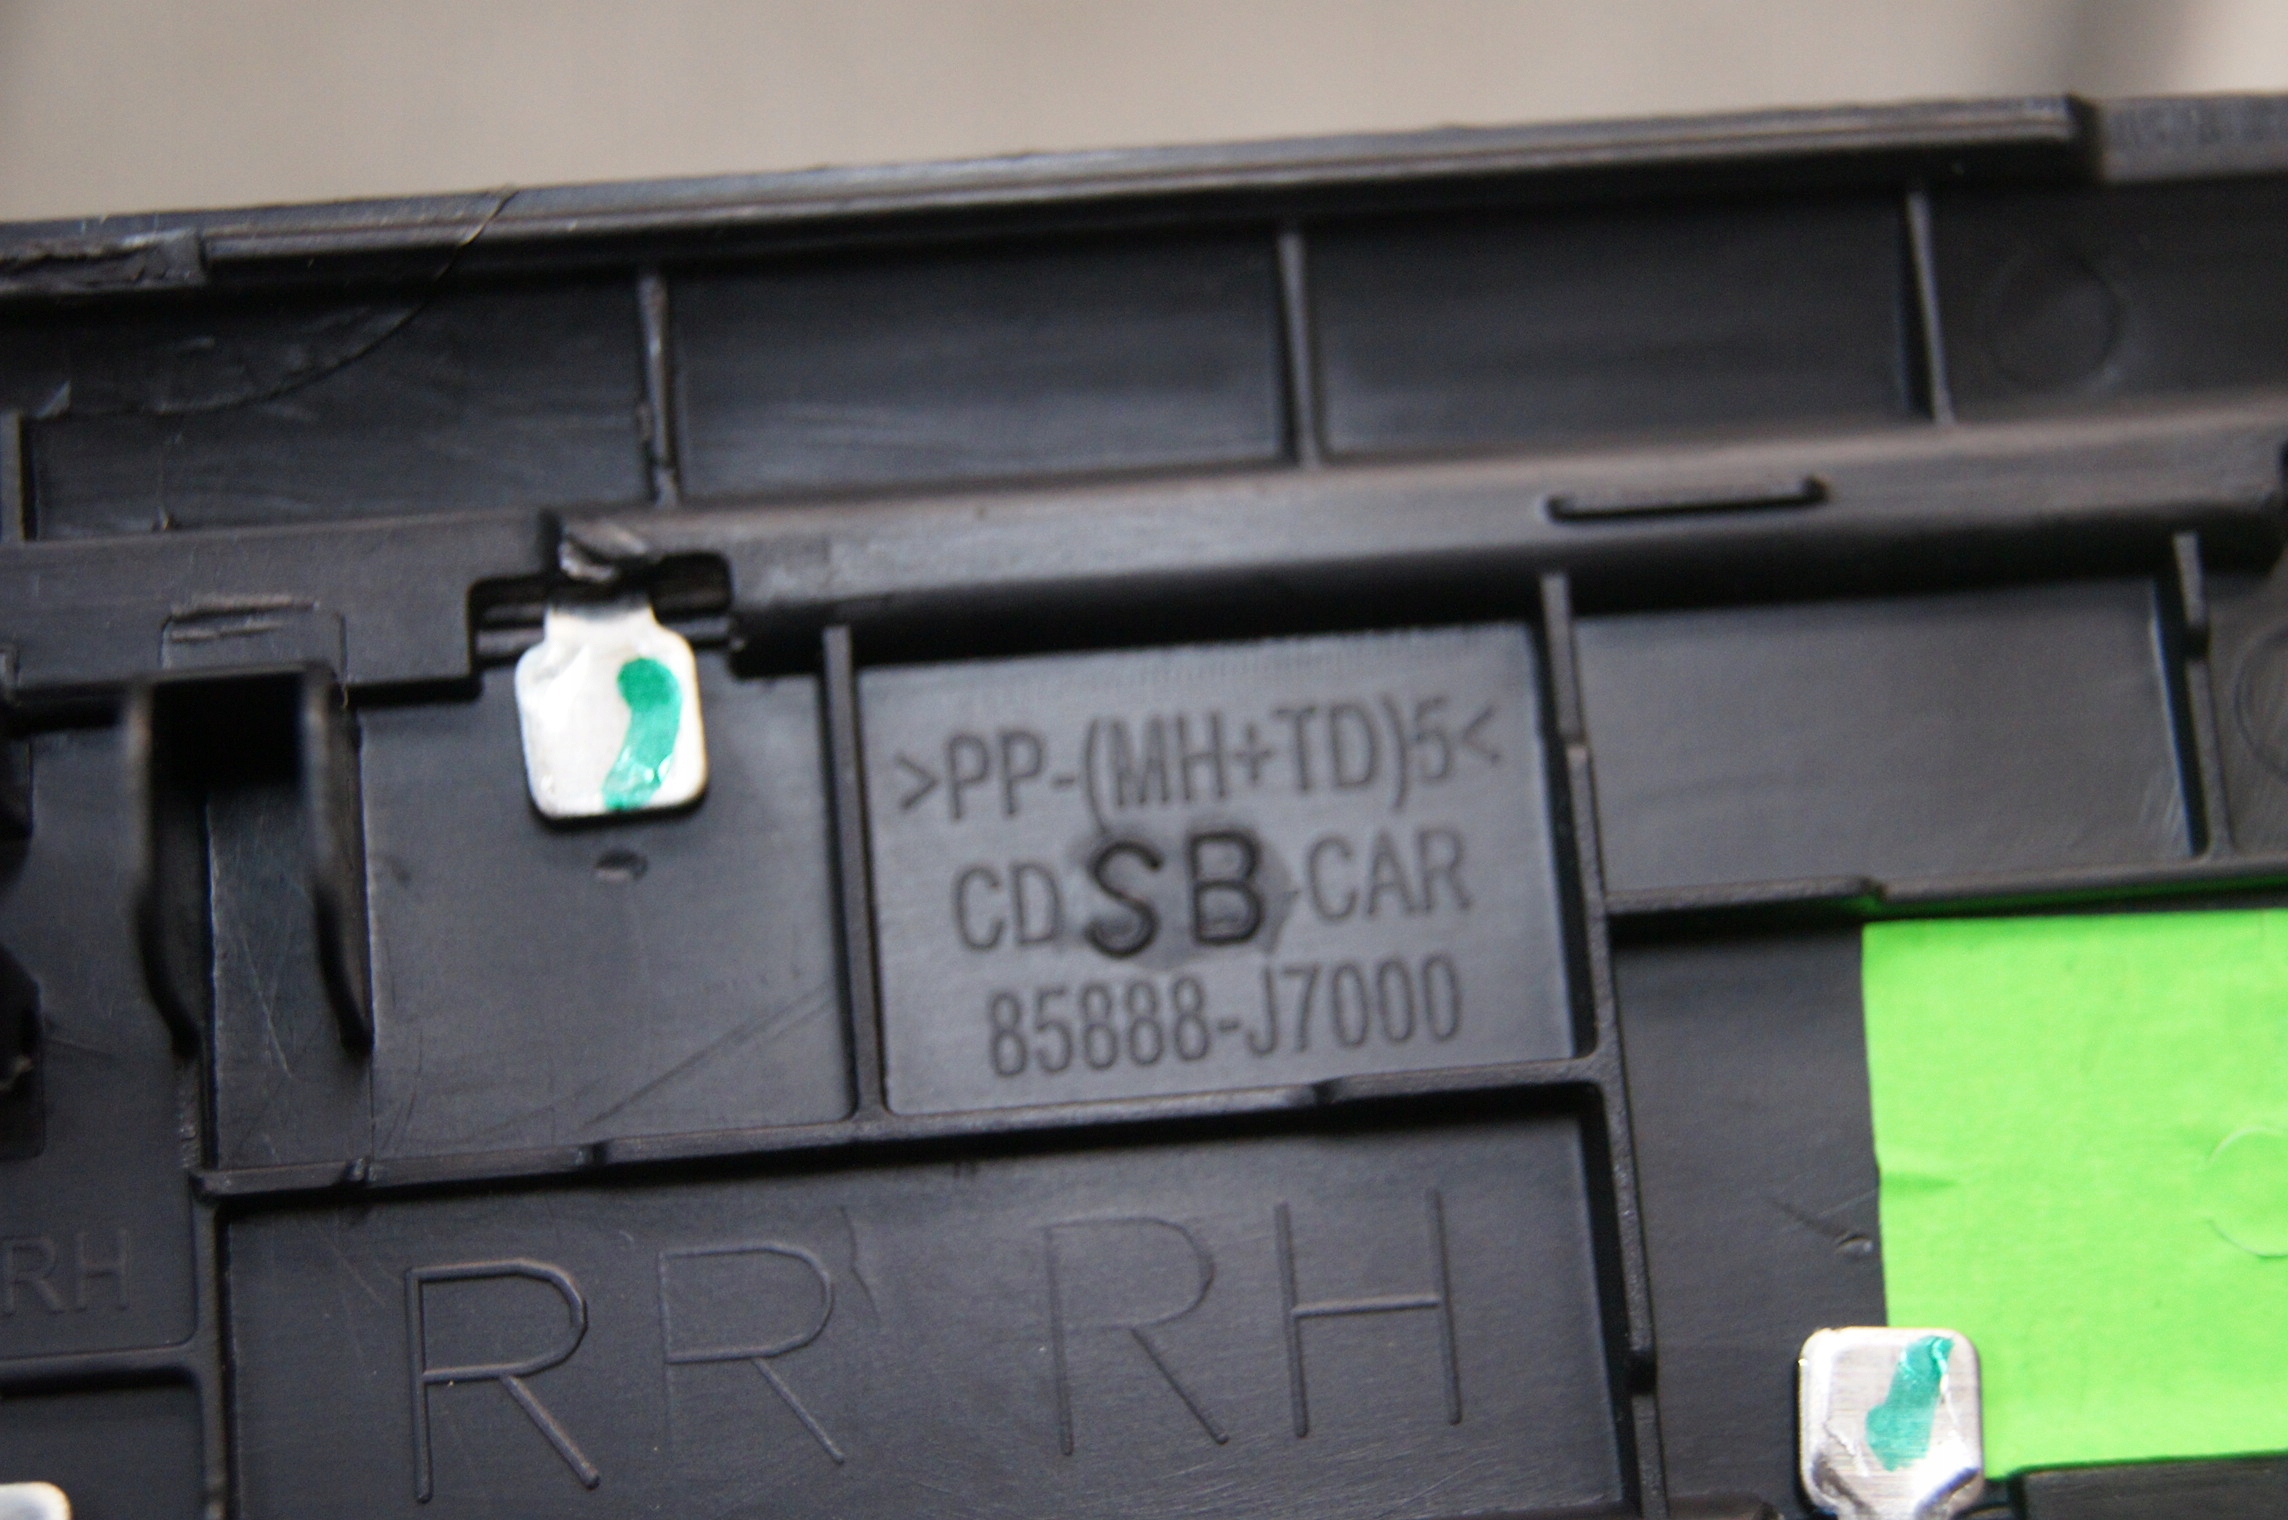 >PP-(MH+TD)5<
CD SB-CAR
85888-J7000
RH
RR RH